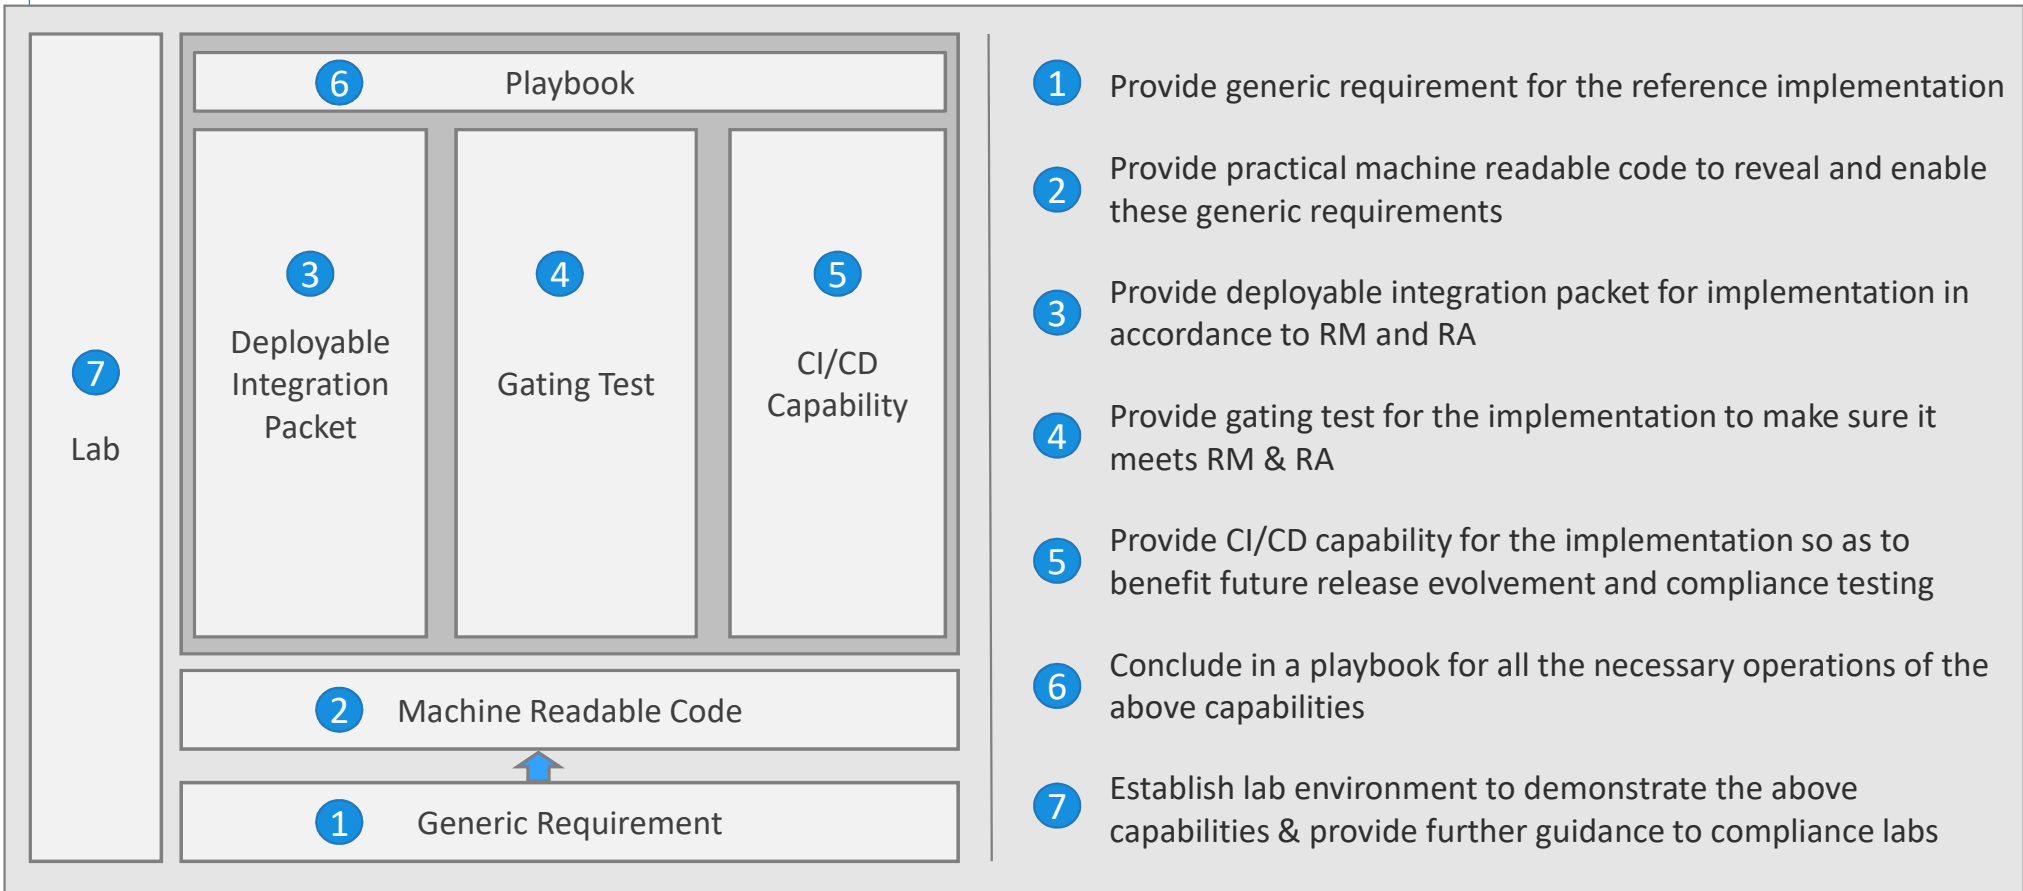 6 Playbook
3
Deployable
Integration
Packet
4
Gating Test
5
CI/CD
Capability
7
Lab
2 Machine Readable Code
1 Generic Requirement
1 Provide generic requirement for the reference implementation
2 Provide practical machine readable code to reveal and enable
these generic requirements
3 Provide deployable integration packet for implementation in
accordance to RM and RA
4 Provide gating test for the implementation to make sure it
meets RM & RA
5 Provide CI/CD capability for the implementation so as to
benefit future release evolvement and compliance testing
6 Conclude in a playbook for all the necessary operations of the
above capabilities
7 Establish lab environment to demonstrate the above
capabilities & provide further guidance to compliance labs